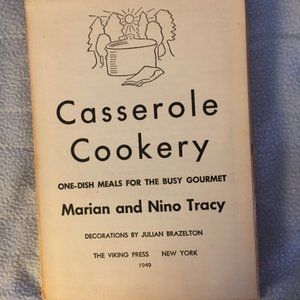 Casserole
Cookery
ONE-DISH MEALS FOR THE BUSY GOURMET
Marian and Nino Tracy
DECORATIONS BY JULIAN BRAZELTON
THE VIKING PRESS NEW YORK
1949